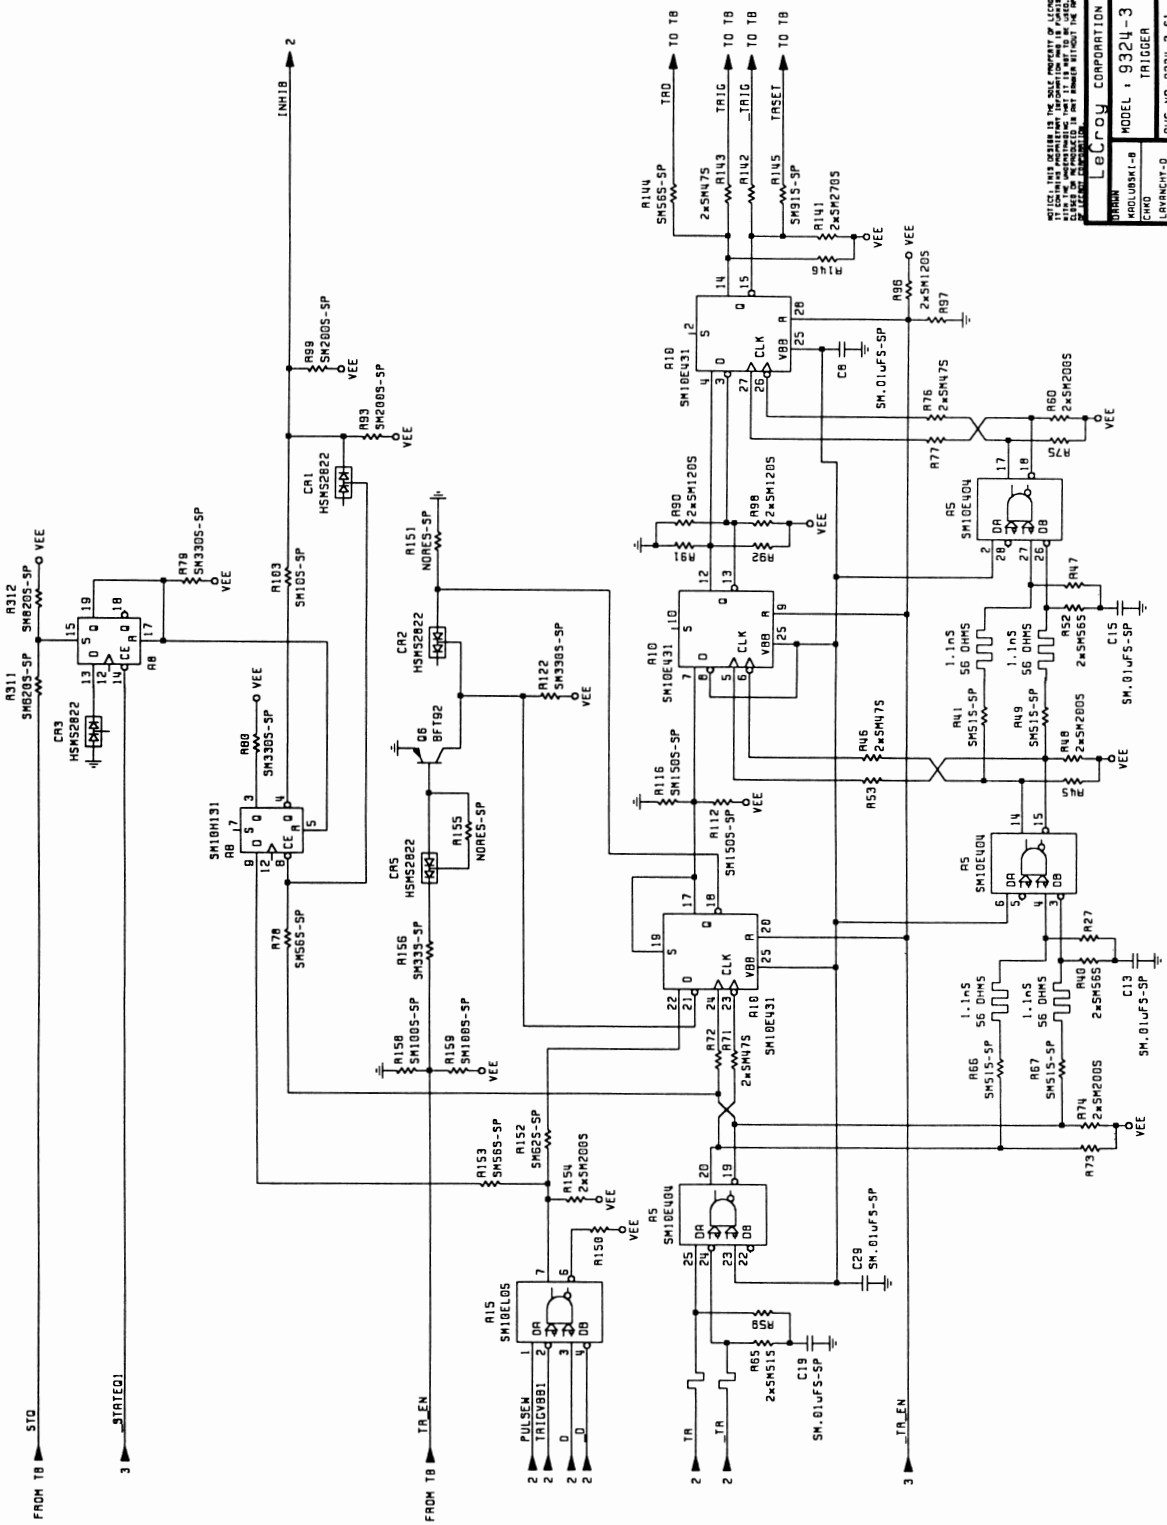 FROM TB STQ
3 _STATEQ1
INHIB 2
R311
SM820S-SP
R312
SM820S-SP
VEE
CR3
HSMS2822
13 12 14
15 19 18 17
D S Q Q CE R
R8
R79
SM330S-SP
VEE
R80
SM330S-SP
VEE
SM10H131
R8
9 12 8
7 3 4 5
D S Q Q CE R
R78
SM56S-SP
R103
SM10S-SP
CR1
HSMS2822
R93
SM200S-SP
VEE
R99
SM200S-SP
VEE
FROM TB TR_EN
R158
SM100S-SP
R159
SM100S-SP
VEE
R156
SM33S-SP
CR5
HSMS2822
R155
NORES-SP
Q6
BFT92
CR2
HSMS2822
R151
NORES-SP
R122
SM330S-SP
VEE
2 PULSEW
2 TRIGVBB1
2 D
2 _D
R15
SM10EL05
1 2 3 4
DA DB
7 6
R150
VEE
R153
SM56S-SP
R152
SM62S-SP
R154
2xSM200S
VEE
R116
SM150S-SP
R112
SM150S-SP
VEE
22 21 24 23
D S Q Q CLK VBB R
19 17 18 25 20
R10
SM10E431
R72
R71
2xSM47S
R10
SM10E431
7 8 5 6
D S Q Q CLK VBB R
10 12 13 25 9
R91
R90
2xSM120S
R92
R98
2xSM120S
VEE
R10
SM10E431
4 3 27 26
D S Q CLK VBB R
2 14 15 25 28
R144
SM56S-SP
TRD TO TB
2xSM47S
R143
TRIG TO TB
R142
_TRIG TO TB
R145
SM91S-SP
TRSET TO TB
R146
R141
2xSM270S
VEE
C8
SM.01uFS-SP
R96
2xSM120S
R97
VEE
2 TR
2 _TR
R59
R65
2xSM51S
C19
SM.01uFS-SP
R5
SM10E404
25 24 23 22
DA DB
20 19
C29
SM.01uFS-SP
R73
R74
2xSM200S
VEE
R66
SM51S-SP
R67
SM51S-SP
1.1nS
56 OHMS
1.1nS
56 OHMS
R40
2xSM56S
R27
C13
SM.01uFS-SP
R5
SM10E404
6 5 4 3
DA DB
14 15
R53
R46
2xSM47S
R45
R48
2xSM200S
VEE
R41
SM51S-SP
R49
SM51S-SP
1.1nS
56 OHMS
1.1nS
56 OHMS
R52
2xSM56S
R47
C15
SM.01uFS-SP
R5
SM10E404
2 28 27 26
DA DB
17 18
R77
R76
2xSM47S
R75
R60
2xSM200S
VEE
3 _TR_EN
LeCroy CORPORATION
DRAWN
KROLUBSKI-B
CHKD
LAVANCHY-D
MODEL : 9324-3
TRIGGER